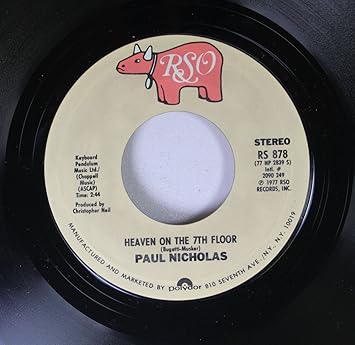 RSO
Keyboard
Pendulum
Music Ltd./
(Chappell
Music)
(ASCAP)
Time: 2:44
Produced by
Christopher Neil
STEREO
RS 878
(77 HP 2839 S)
Intl. #
2090 249
℗ 1977 RSO
RECORDS, INC.
HEAVEN ON THE 7TH FLOOR
(Bugatti-Musker)
PAUL NICHOLAS
MANUFACTURED AND MARKETED BY polydor 810 SEVENTH AVE./N.Y., N.Y. 10019